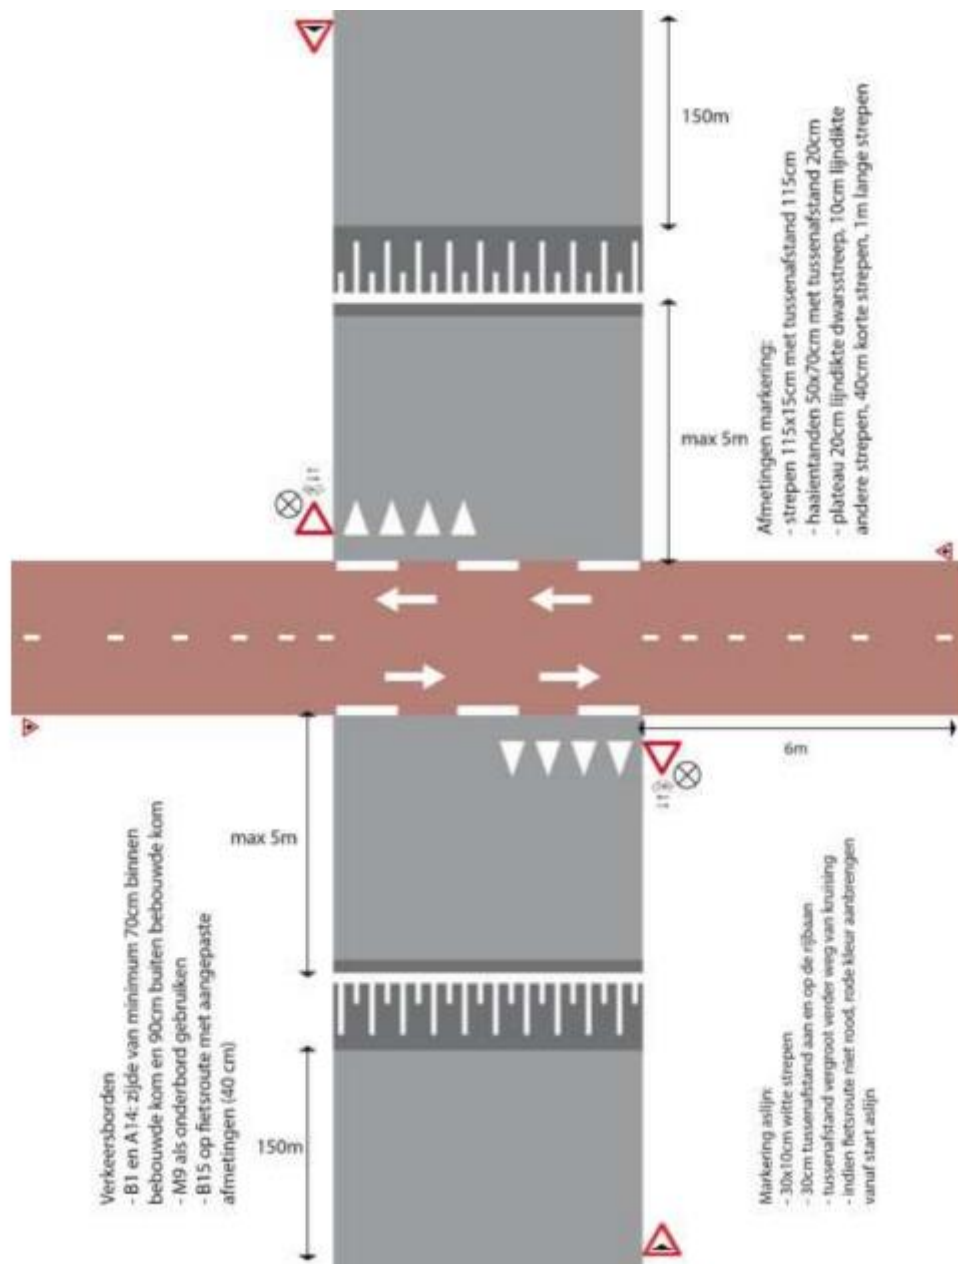 150m
max 5m
Afmetingen markering:
- strepen 115x15cm met tussenafstand 115cm
- haaientanden 50x70cm met tussenafstand 20cm
- plateau 20cm lijndikte dwarsstreep, 10cm lijndikte
andere strepen, 40cm korte strepen, 1m lange strepen
6m
max 5m
150m
Verkeersborden
- B1 en A14: zijde van minimum 70cm binnen
bebouwde kom en 90cm buiten bebouwde kom
- M9 als onderbord gebruiken
- B15 op fietsroute met aangepaste
afmetingen (40 cm)
Markering aslijn:
- 30x10cm witte strepen
- 30cm tussenafstand aan en op de rijbaan
- tussenafstand vergroot verder weg van kruising
- indien fietsroute niet rood, rode kleur aanbrengen
vanaf start aslijn